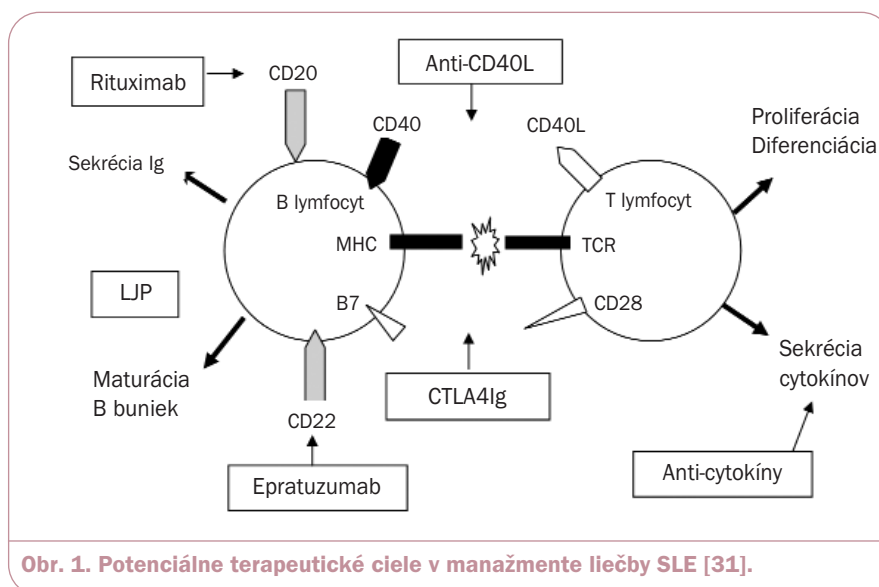 Rituximab
CD20
Anti-CD40L
CD40
CD40L
Proliferácia
Diferenciácia
Sekrécia Ig
B lymfocyt
T lymfocyt
MHC
TCR
LJP
B7
CD28
Maturácia
B buniek
CD22
CTLA4Ig
Sekrécia
cytokínov
Epratuzumab
Anti-cytokíny
Obr. 1. Potenciálne terapeutické ciele v manažmente liečby SLE [31].